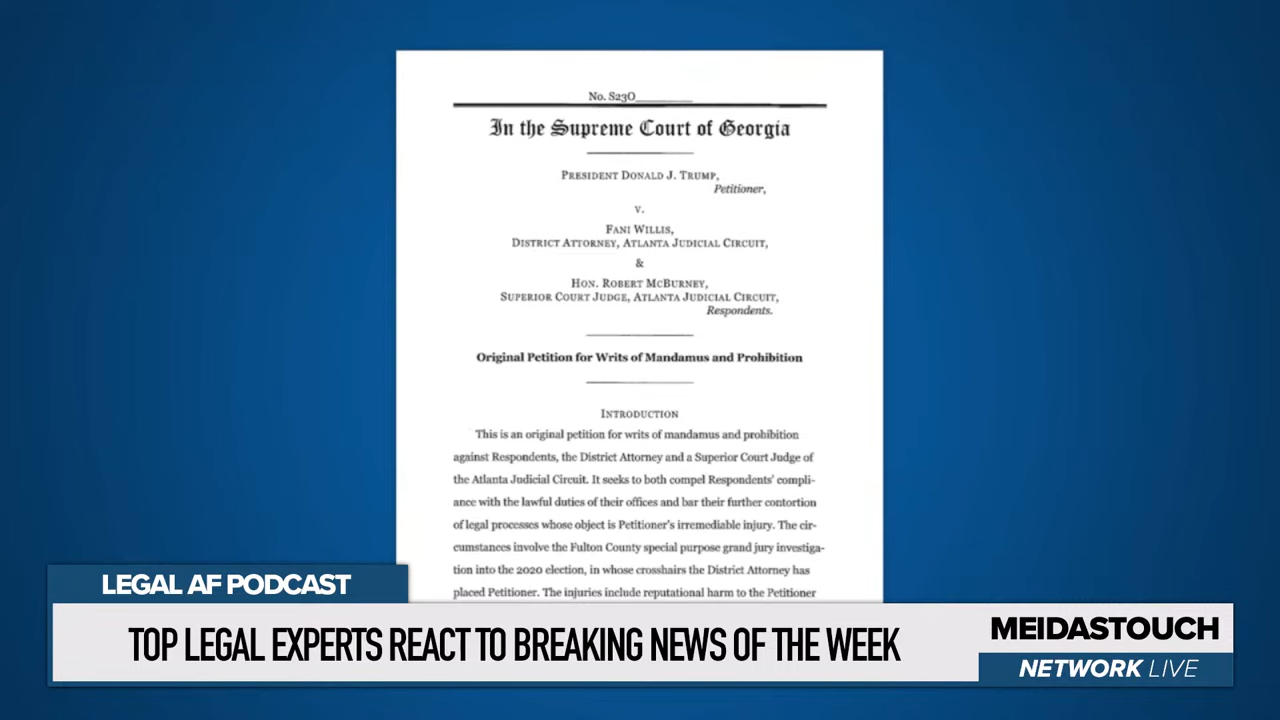 No. S23O________
In the Supreme Court of Georgia
PRESIDENT DONALD J. TRUMP,
Petitioner,
v.
FANI WILLIS,
DISTRICT ATTORNEY, ATLANTA JUDICIAL CIRCUIT,
&
HON. ROBERT MCBURNEY,
SUPERIOR COURT JUDGE, ATLANTA JUDICIAL CIRCUIT,
Respondents.
Original Petition for Writs of Mandamus and Prohibition
INTRODUCTION
This is an original petition for writs of mandamus and prohibition
against Respondents, the District Attorney and a Superior Court Judge of
the Atlanta Judicial Circuit. It seeks to both compel Respondents' compli-
ance with the lawful duties of their offices and bar their further contortion
of legal processes whose object is Petitioner's irremediable injury. The cir-
cumstances involve the Fulton County special purpose grand jury investiga-
tion into the 2020 election, in whose crosshairs the District Attorney has
placed Petitioner. The injuries include reputational harm to the Petitioner
LEGAL AF PODCAST
TOP LEGAL EXPERTS REACT TO BREAKING NEWS OF THE WEEK
MEIDASTOUCH
NETWORK LIVE